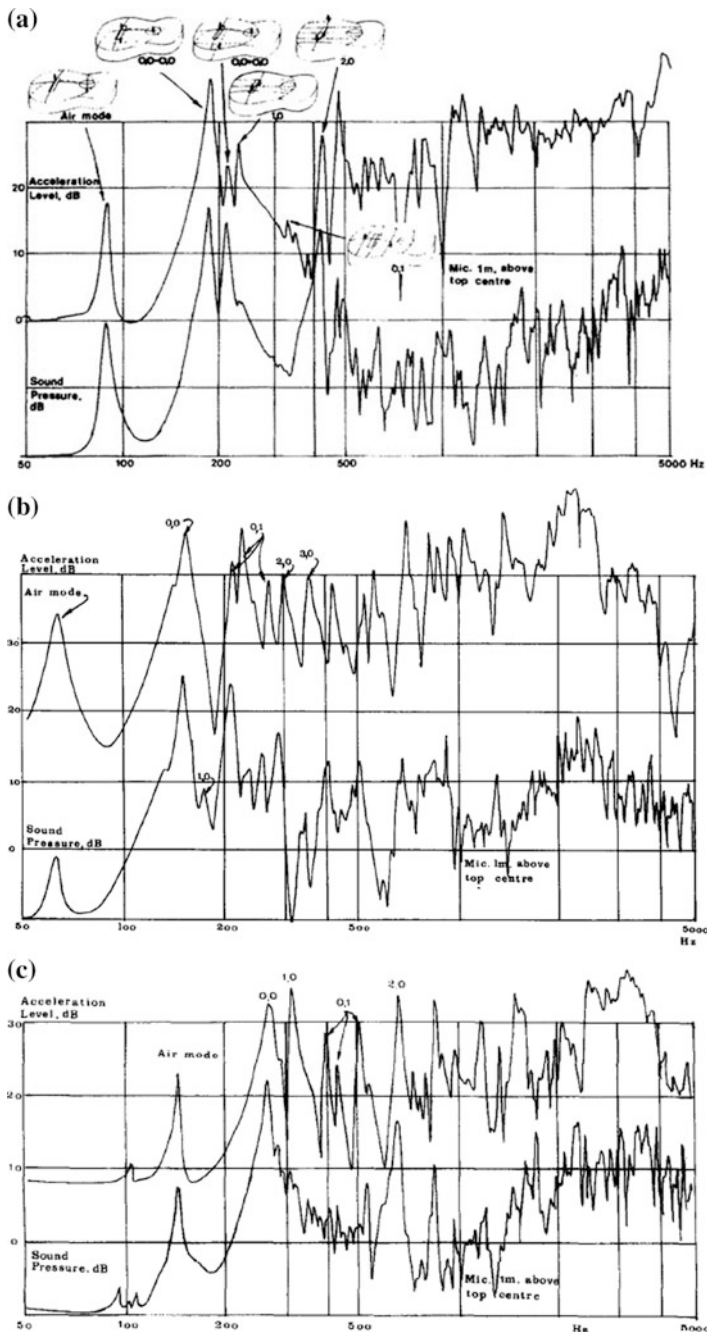 (a)
0,0-0,0
0,0-0,0
2,0
Air mode
1,0
Acceleration
Level, dB
20
10
0
0,1
Mic. 1m, above
top centre
Sound
Pressure,
dB
50 100 200 500 5000 Hz
(b)
0,0
0,1
2,0 3,0
Acceleration
Level, dB
Air mode
30
20
10
1,0
Sound
Pressure, dB
0
Mic. 1m. above
top centre
50 100 200 500 5000
Hz
(c)
Acceleration
Level, dB
0,0 1,0 0,1 2,0
30
Air mode
20
10
0
Sound
Pressure, dB
Mic. 1m. above
top centre
50 100 200 500 Hz 5000